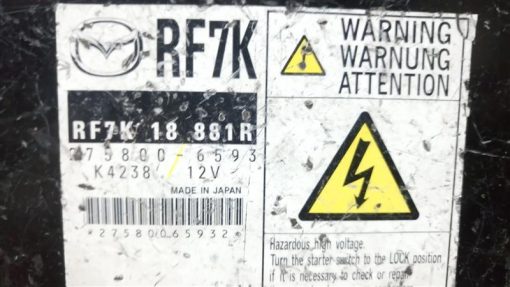 RF7K
RF7K 18 881R
275800-6593
K4238 12V
MADE IN JAPAN
*27580065932*
WARNING
WARNUNG
ATTENTION
Hazardous high voltage.
Turn the starter switch to the LOCK position
if it is necessary to check or repair